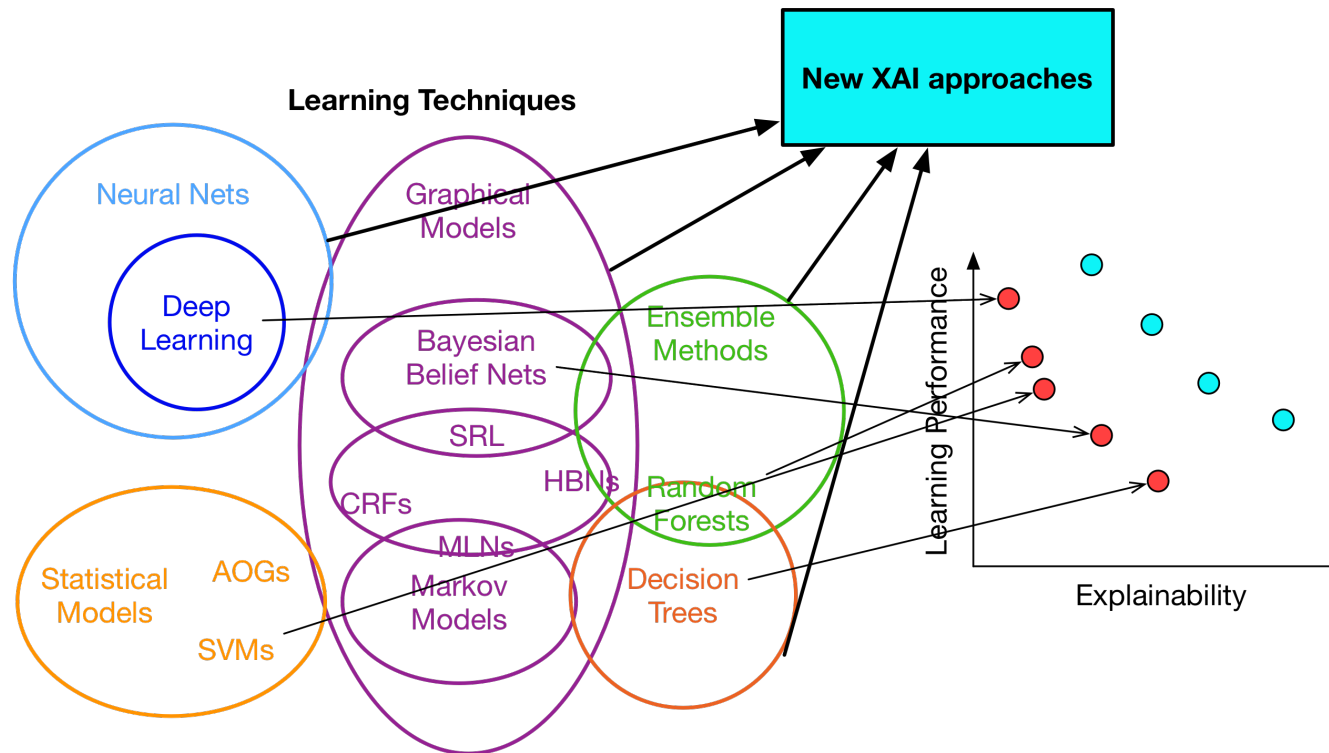 New XAI approaches
Learning Techniques
Neural Nets
Graphical
Models
Deep
Learning
Ensemble
Methods
Bayesian
Belief Nets
SRL
HBNs
CRFs
Random
Forests
MLNs
Markov
Models
Statistical
Models
AOGs
SVMs
Decision
Trees
Learning Performance
Explainability